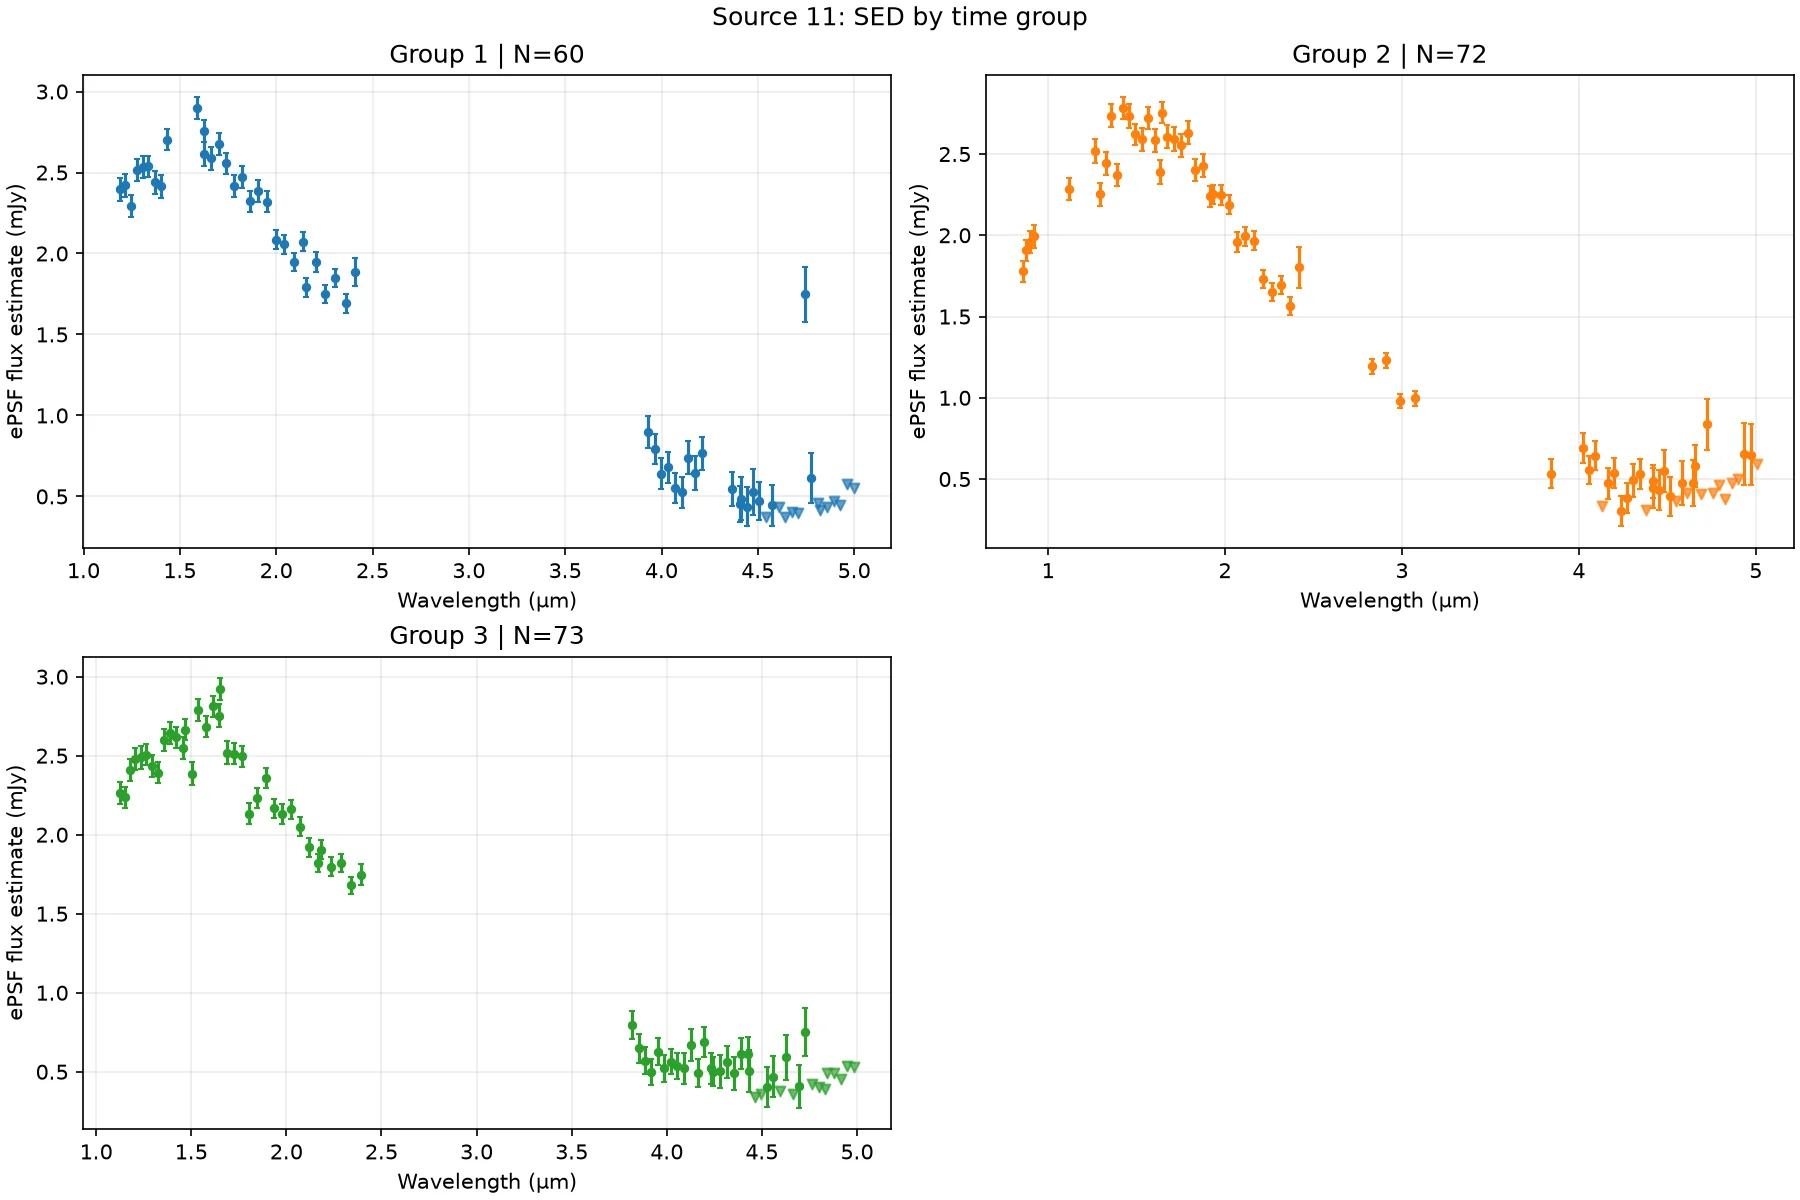 Source 11: SED by time group
Group 1 | N=60
ePSF flux estimate (mJy)
3.0
2.5
2.0
1.5
1.0
0.5
1.0 1.5 2.0 2.5 3.0 3.5 4.0 4.5 5.0
Wavelength (µm)
Group 2 | N=72
ePSF flux estimate (mJy)
2.5
2.0
1.5
1.0
0.5
1 2 3 4 5
Wavelength (µm)
Group 3 | N=73
ePSF flux estimate (mJy)
3.0
2.5
2.0
1.5
1.0
0.5
1.0 1.5 2.0 2.5 3.0 3.5 4.0 4.5 5.0
Wavelength (µm)